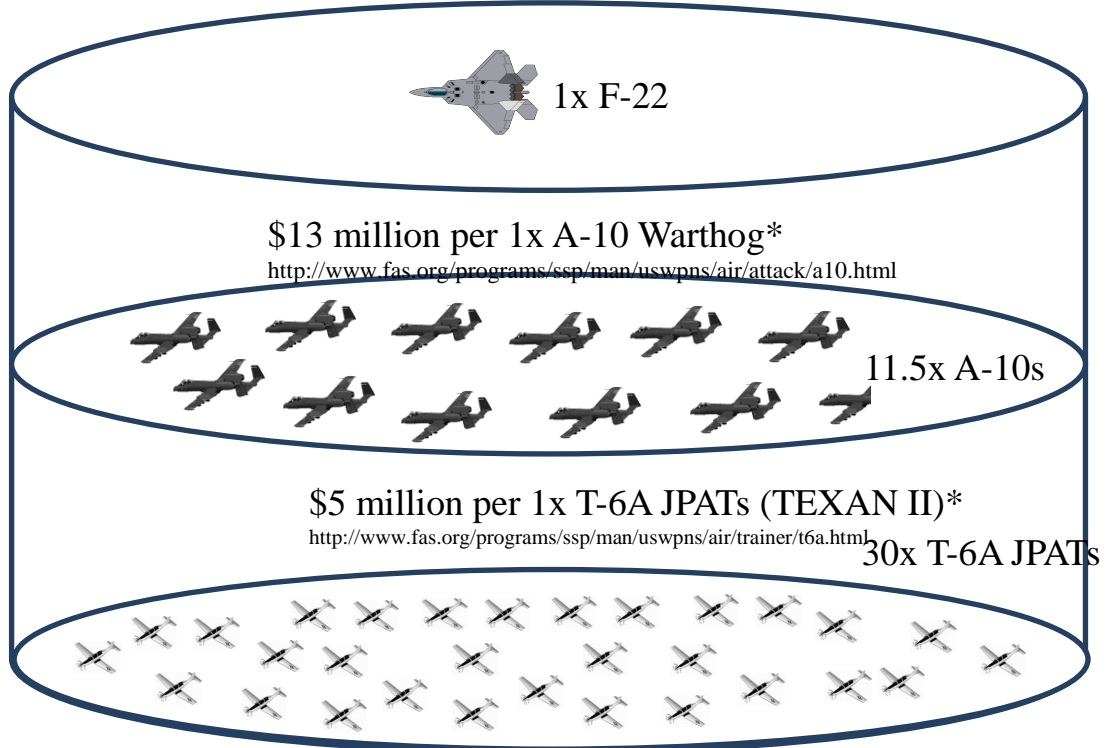 1x F-22
$13 million per 1x A-10 Warthog*
http://www.fas.org/programs/ssp/man/uswpns/air/attack/a10.html
11.5x A-10s
$5 million per 1x T-6A JPATs (TEXAN II)*
http://www.fas.org/programs/ssp/man/uswpns/air/trainer/t6a.html
30x T-6A JPATs